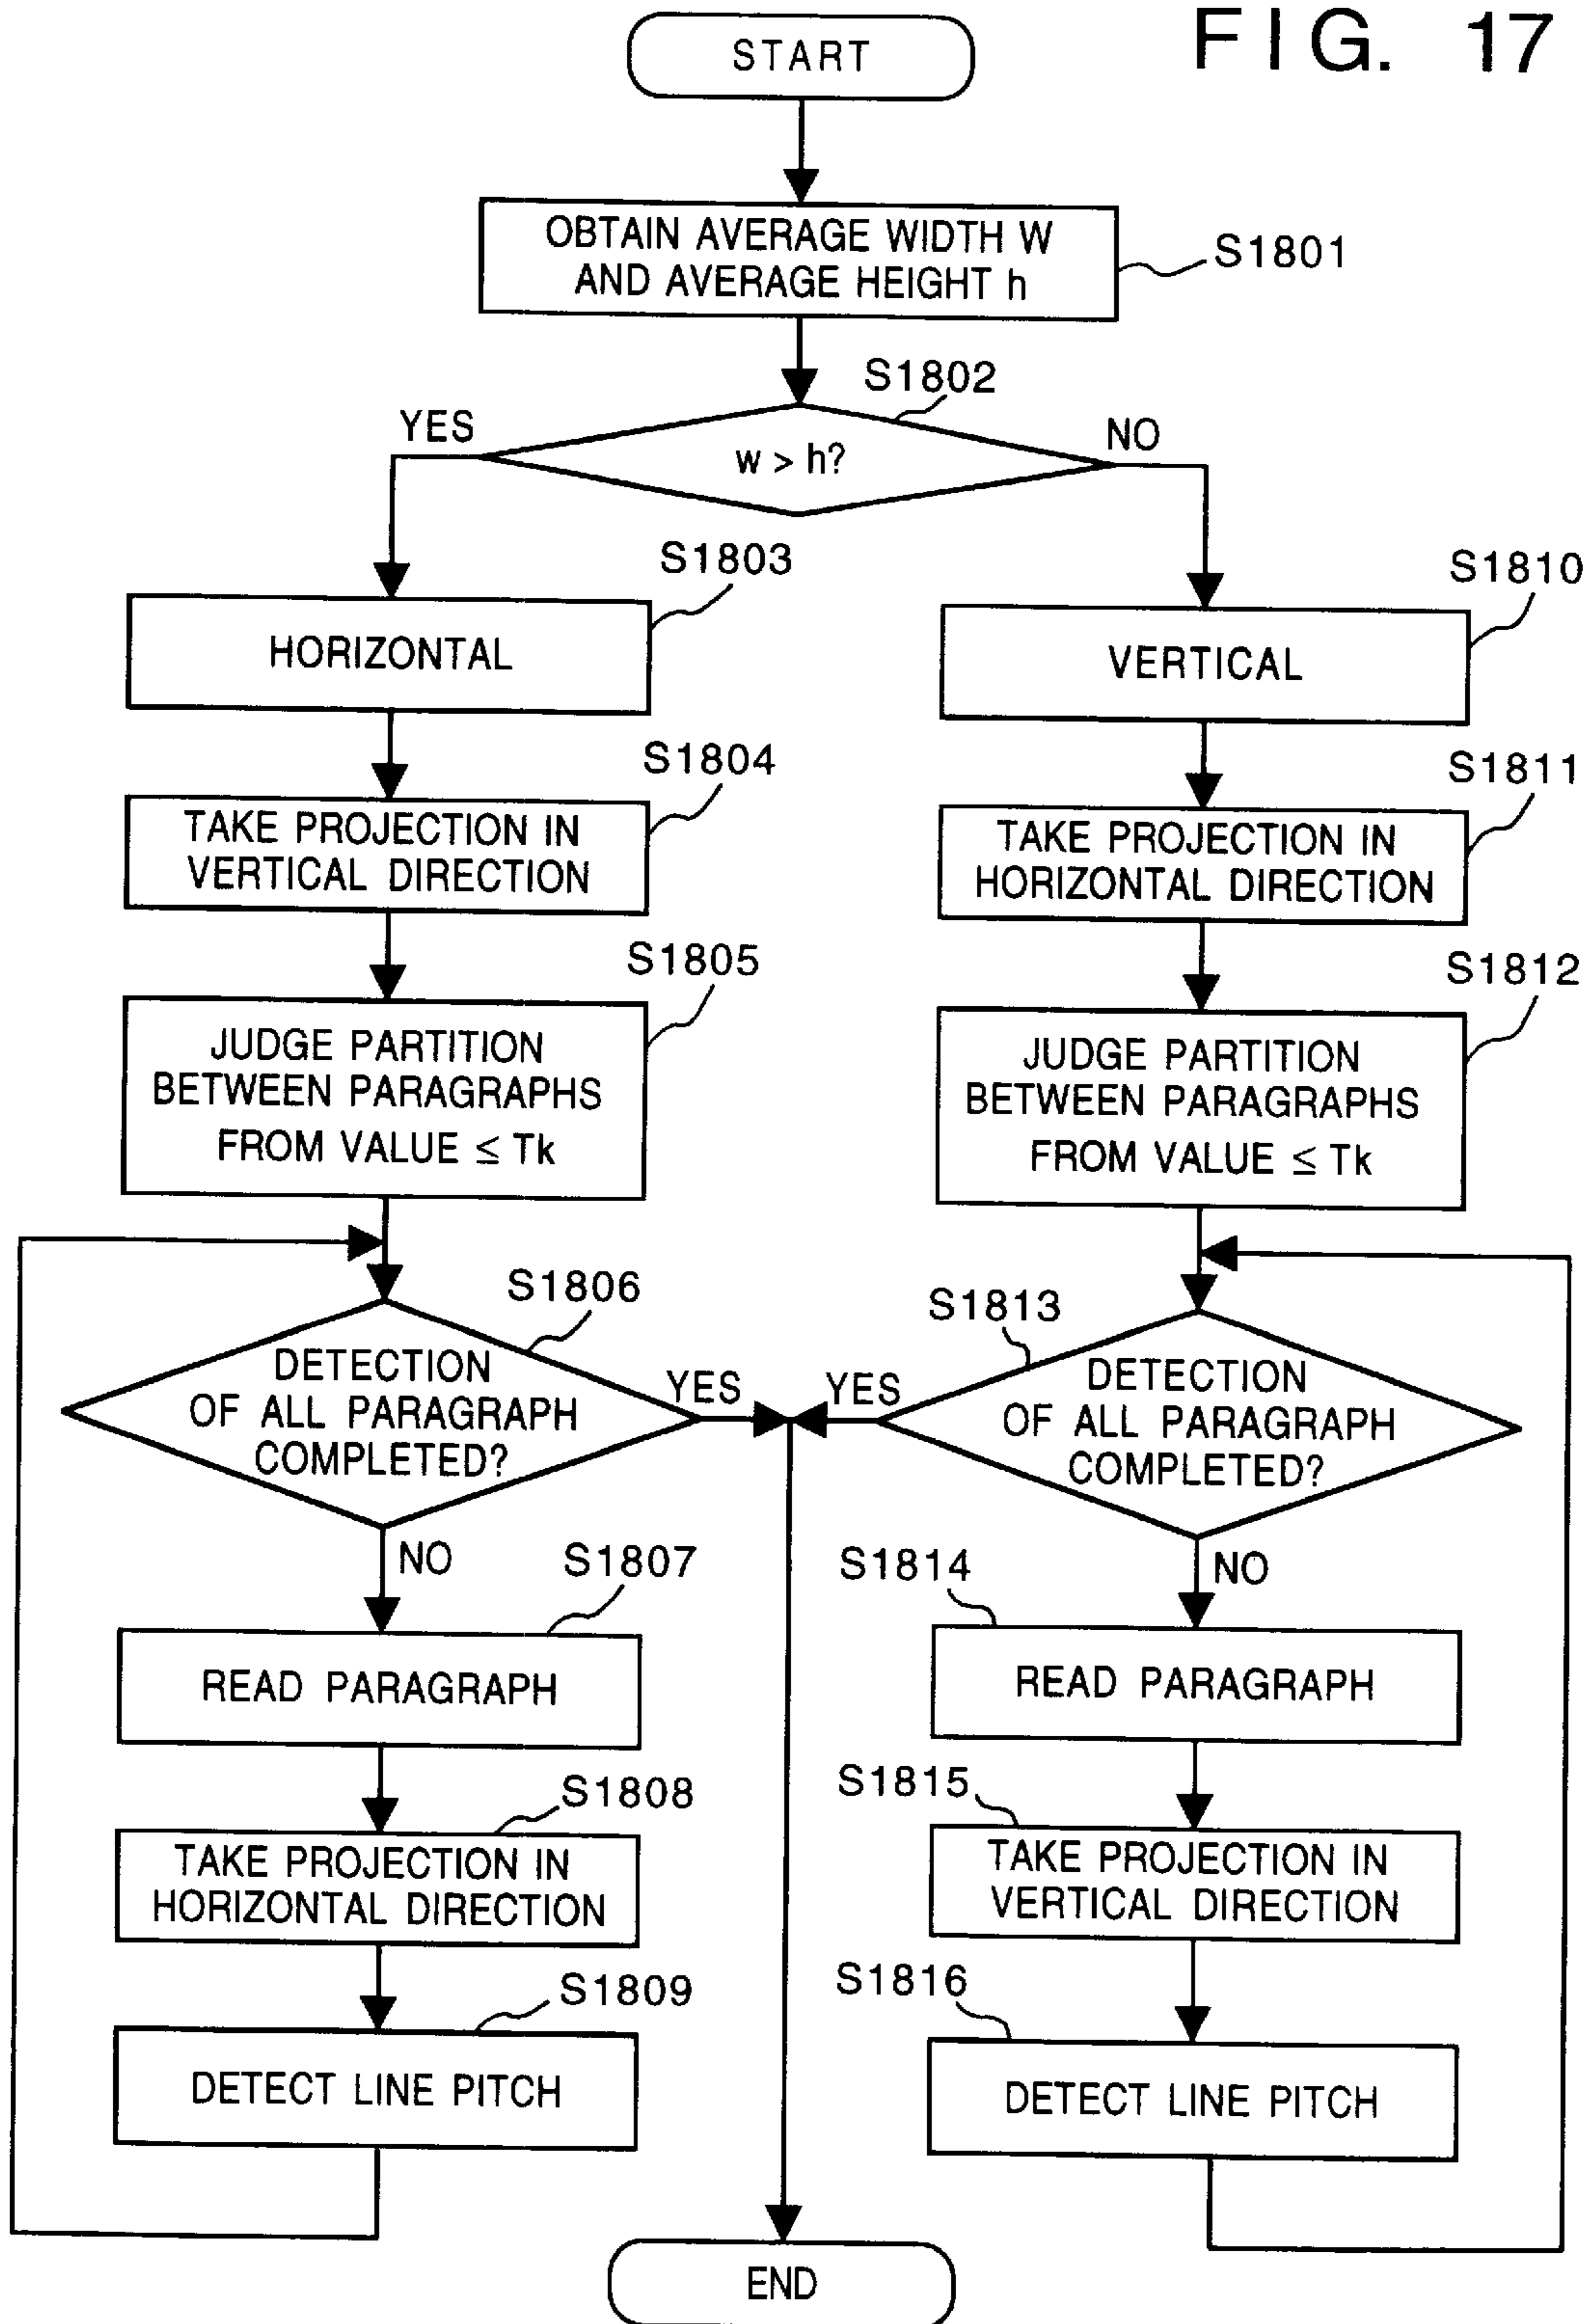 FIG. 17
START
OBTAIN AVERAGE WIDTH W
AND AVERAGE HEIGHT h
S1801
S1802
YES
w > h?
NO
S1803
HORIZONTAL
S1804
TAKE PROJECTION IN
VERTICAL DIRECTION
S1805
JUDGE PARTITION
BETWEEN PARAGRAPHS
FROM VALUE ≤ Tk
S1806
DETECTION
OF ALL PARAGRAPH
COMPLETED?
YES
NO
S1807
READ PARAGRAPH
S1808
TAKE PROJECTION IN
HORIZONTAL DIRECTION
S1809
DETECT LINE PITCH
S1810
VERTICAL
S1811
TAKE PROJECTION IN
HORIZONTAL DIRECTION
S1812
JUDGE PARTITION
BETWEEN PARAGRAPHS
FROM VALUE ≤ Tk
S1813
YES
DETECTION
OF ALL PARAGRAPH
COMPLETED?
NO
S1814
READ PARAGRAPH
S1815
TAKE PROJECTION IN
VERTICAL DIRECTION
S1816
DETECT LINE PITCH
END